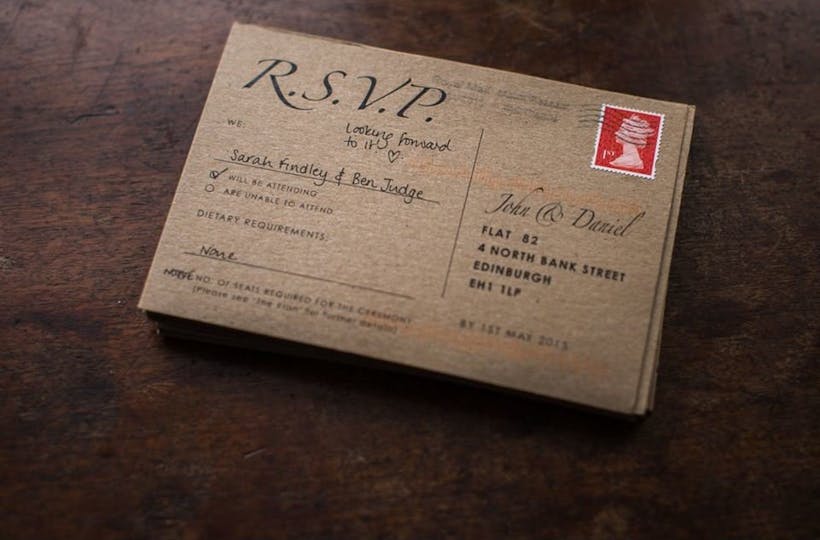 R.S.V.P.
WE:
Looking forward
to it ♡
Sarah Findley & Ben Judge
WILL BE ATTENDING
ARE UNABLE TO ATTEND
DIETARY REQUIREMENTS:
None
NO. OF SEATS REQUIRED FOR THE CEREMONY
(Please see 'The Plan' for further details)
1ST
John & Daniel
FLAT 82
4 NORTH BANK STREET
EDINBURGH
EH1 1LP
BY 1ST MAY 2015